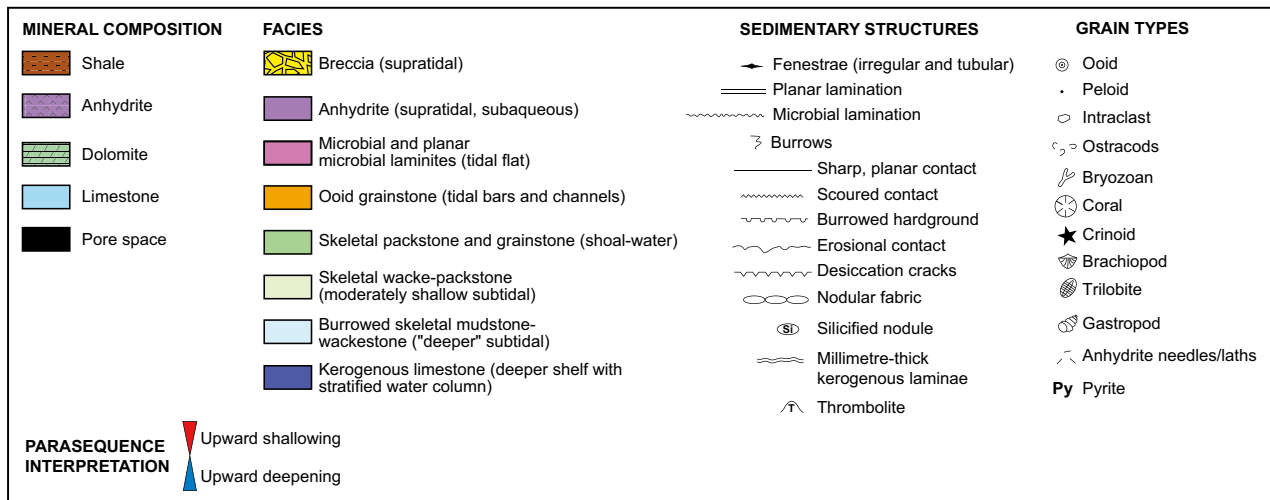 MINERAL COMPOSITION
Shale
Anhydrite
Dolomite
Limestone
Pore space
FACIES
Breccia (supratidal)
Anhydrite (supratidal, subaqueous)
Microbial and planar
microbial laminites (tidal flat)
Ooid grainstone (tidal bars and channels)
Skeletal packstone and grainstone (shoal-water)
Skeletal wacke-packstone
(moderately shallow subtidal)
Burrowed skeletal mudstone-
wackestone ("deeper" subtidal)
Kerogenous limestone (deeper shelf with
stratified water column)
SEDIMENTARY STRUCTURES
Fenestrae (irregular and tubular)
Planar lamination
Microbial lamination
Burrows
Sharp, planar contact
Scoured contact
Burrowed hardground
Erosional contact
Desiccation cracks
Nodular fabric
Si Silicified nodule
Millimetre-thick
kerogenous laminae
T Thrombolite
GRAIN TYPES
Ooid
Peloid
Intraclast
Ostracods
Bryozoan
Coral
Crinoid
Brachiopod
Trilobite
Gastropod
Anhydrite needles/laths
Py Pyrite
PARASEQUENCE
INTERPRETATION
Upward shallowing
Upward deepening